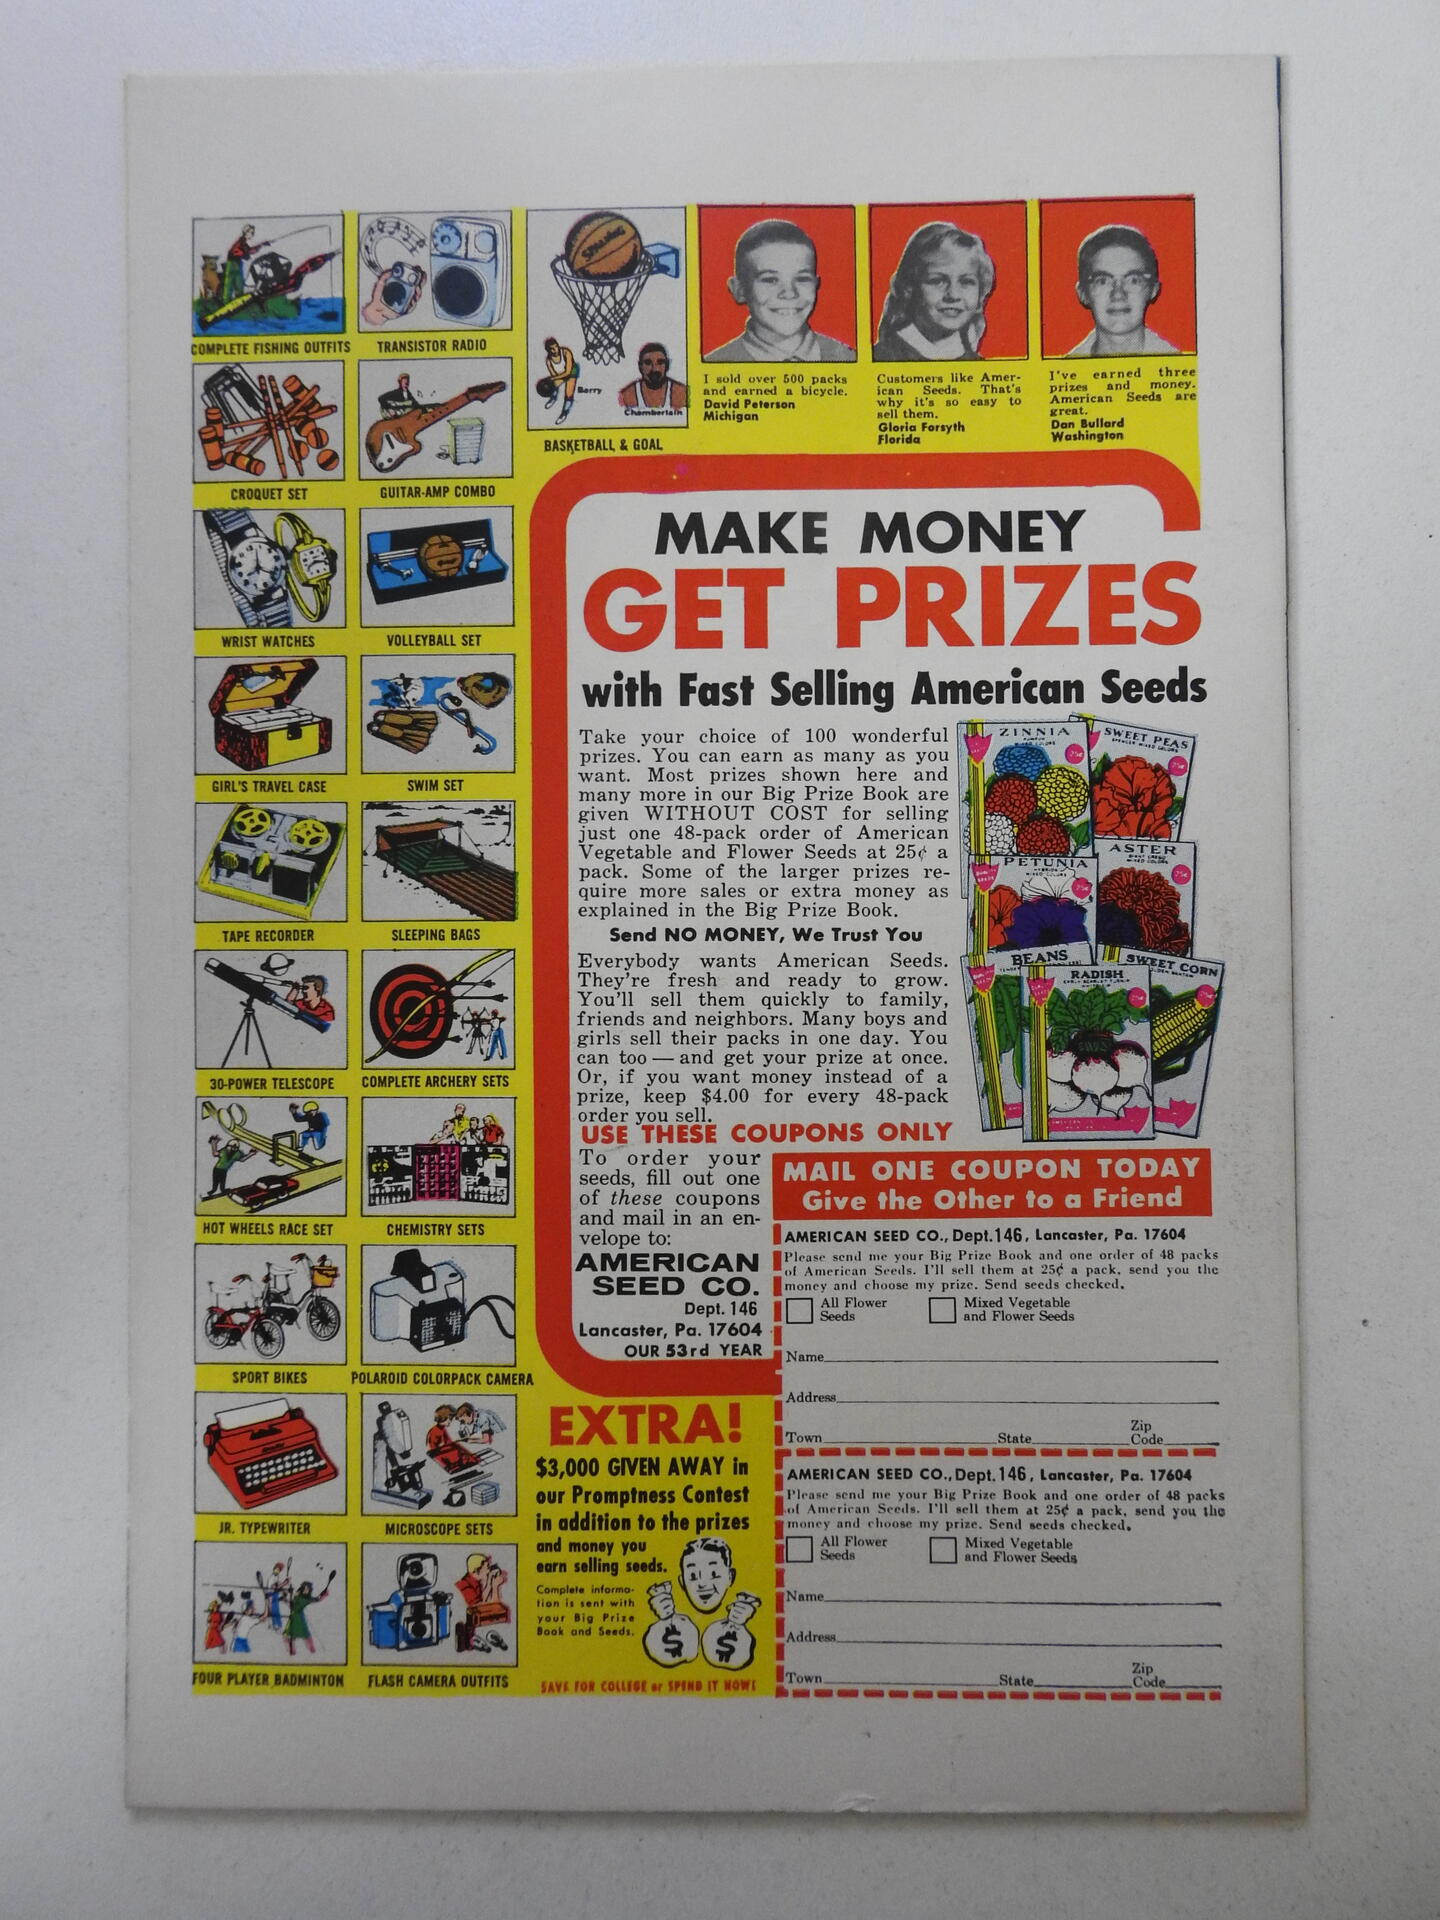 COMPLETE FISHING OUTFITS
TRANSISTOR RADIO
SPALDING
Barry
Chamberlain
BASKETBALL & GOAL
I sold over 500 packs
and earned a bicycle.
David Peterson
Michigan
Customers like Amer-
ican Seeds. That's
why it's so easy to
sell them.
Gloria Forsyth
Florida
I've earned three
prizes and money.
American Seeds are
great.
Dan Bullard
Washington
CROQUET SET
GUITAR-AMP COMBO
WRIST WATCHES
VOLLEYBALL SET
GIRL'S TRAVEL CASE
SWIM SET
TAPE RECORDER
SLEEPING BAGS
30-POWER TELESCOPE
COMPLETE ARCHERY SETS
HOT WHEELS RACE SET
CHEMISTRY SETS
SPORT BIKES
POLAROID COLORPACK CAMERA
JR. TYPEWRITER
MICROSCOPE SETS
FOUR PLAYER BADMINTON
FLASH CAMERA OUTFITS
MAKE MONEY
GET PRIZES
with Fast Selling American Seeds
Take your choice of 100 wonderful
prizes. You can earn as many as you
want. Most prizes shown here and
many more in our Big Prize Book are
given WITHOUT COST for selling
just one 48-pack order of American
Vegetable and Flower Seeds at 25¢ a
pack. Some of the larger prizes re-
quire more sales or extra money as
explained in the Big Prize Book.
Send NO MONEY, We Trust You
Everybody wants American Seeds.
They're fresh and ready to grow.
You'll sell them quickly to family,
friends and neighbors. Many boys and
girls sell their packs in one day. You
can too — and get your prize at once.
Or, if you want money instead of a
prize, keep $4.00 for every 48-pack
order you sell.
ZINNIA
MIXED COLORS
25¢
SWEET PEAS
SPENCER MIXED COLORS
25¢
PETUNIA
MIXED COLORS
25¢
ASTER
MIXED COLORS
25¢
BEANS
RADISH
SWEET CORN
USE THESE COUPONS ONLY
To order your
seeds, fill out one
of these coupons
and mail in an en-
velope to:
AMERICAN
SEED CO.
Dept. 146
Lancaster, Pa. 17604
OUR 53rd YEAR
MAIL ONE COUPON TODAY
Give the Other to a Friend
AMERICAN SEED CO., Dept. 146, Lancaster, Pa. 17604
Please send me your Big Prize Book and one order of 48 packs
of American Seeds. I'll sell them at 25¢ a pack, send you the
money and choose my prize. Send seeds checked.
All Flower
Seeds
Mixed Vegetable
and Flower Seeds
Name
Address
Town State Zip Code
AMERICAN SEED CO., Dept. 146, Lancaster, Pa. 17604
Please send me your Big Prize Book and one order of 48 packs
of American Seeds. I'll sell them at 25¢ a pack, send you the
money and choose my prize. Send seeds checked.
All Flower
Seeds
Mixed Vegetable
and Flower Seeds
Name
Address
Town State Zip Code
EXTRA!
$3,000 GIVEN AWAY in
our Promptness Contest
in addition to the prizes
and money you
earn selling seeds.
Complete informa-
tion is sent with
your Big Prize
Book and Seeds.
$ $
SAVE FOR COLLEGE or SPEND IT NOW!